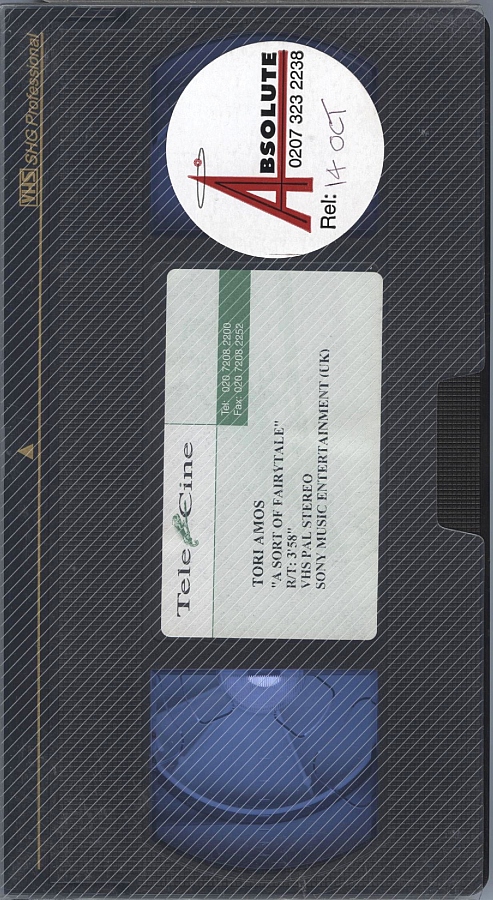 VHS SHG Professional
ABSOLUTE
0207 323 2238
Rel: 14 OCT
Tele Cine
Tel: 020 7208 2200
Fax: 020 7208 2252
TORI AMOS
"A SORT OF FAIRYTALE"
R/T: 3'58"
VHS PAL STEREO
SONY MUSIC ENTERTAINMENT (UK)